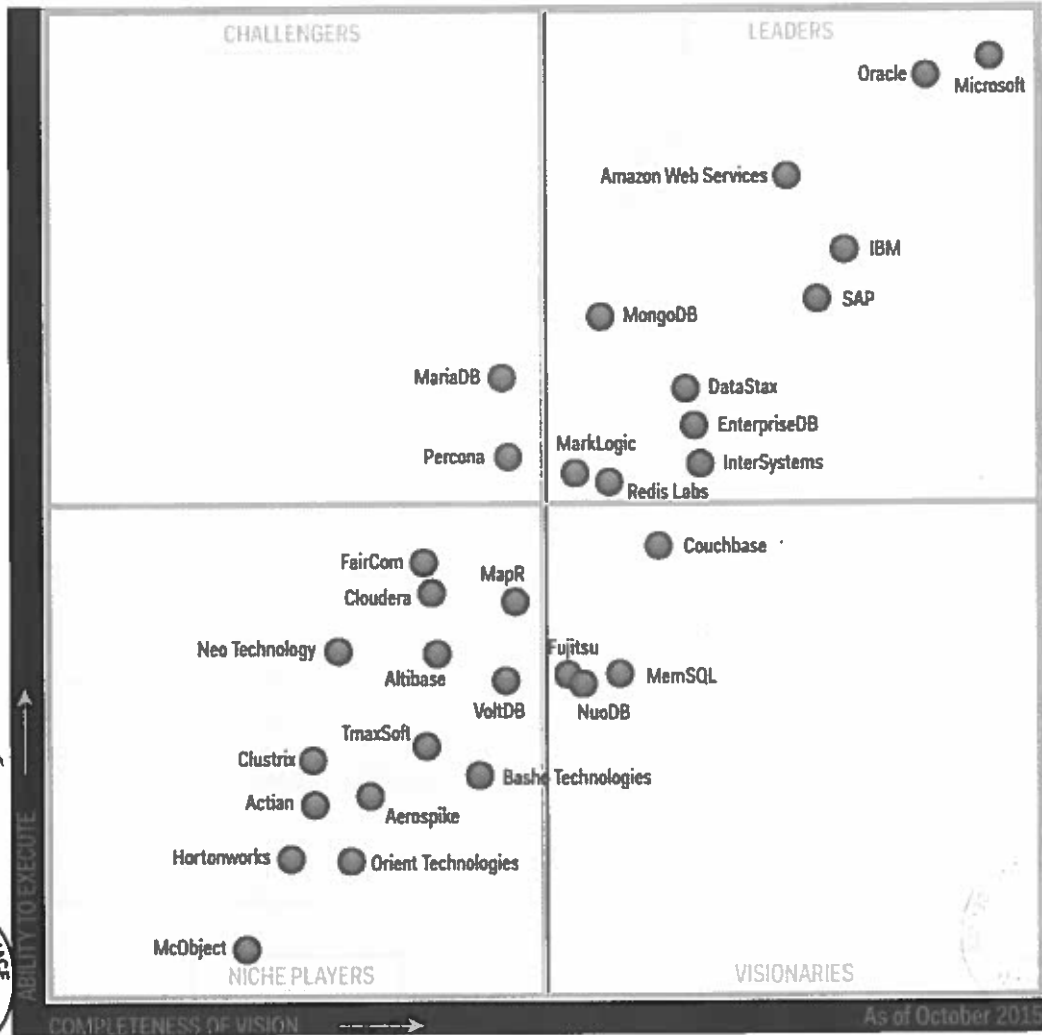 CHALLENGERS
LEADERS
Oracle
Microsoft
Amazon Web Services
IBM
SAP
MongoDB
MariaDB
DataStax
EnterpriseDB
MarkLogic
Percona
InterSystems
Redis Labs
Couchbase
FairCom
MapR
Cloudera
Fujitsu
Neo Technology
Altibase
MemSQL
VoltDB
NuoDB
TmaxSoft
Clustrix
Bashe Technologies
Actian
Aerospike
Hortonworks
Orient Technologies
McObject
NICHE PLAYERS
VISIONARIES
ABILITY TO EXECUTE
COMPLETENESS OF VISION
As of October 2015